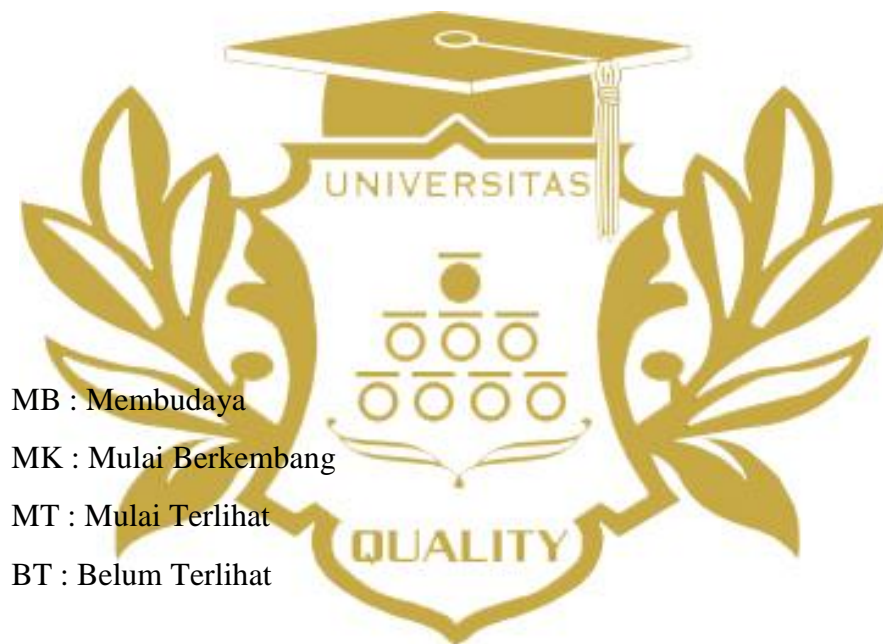 UNIVERSITAS
MB : Membudaya
MK : Mulai Berkembang
MT : Mulai Terlihat
BT : Belum Terlihat
QUALITY